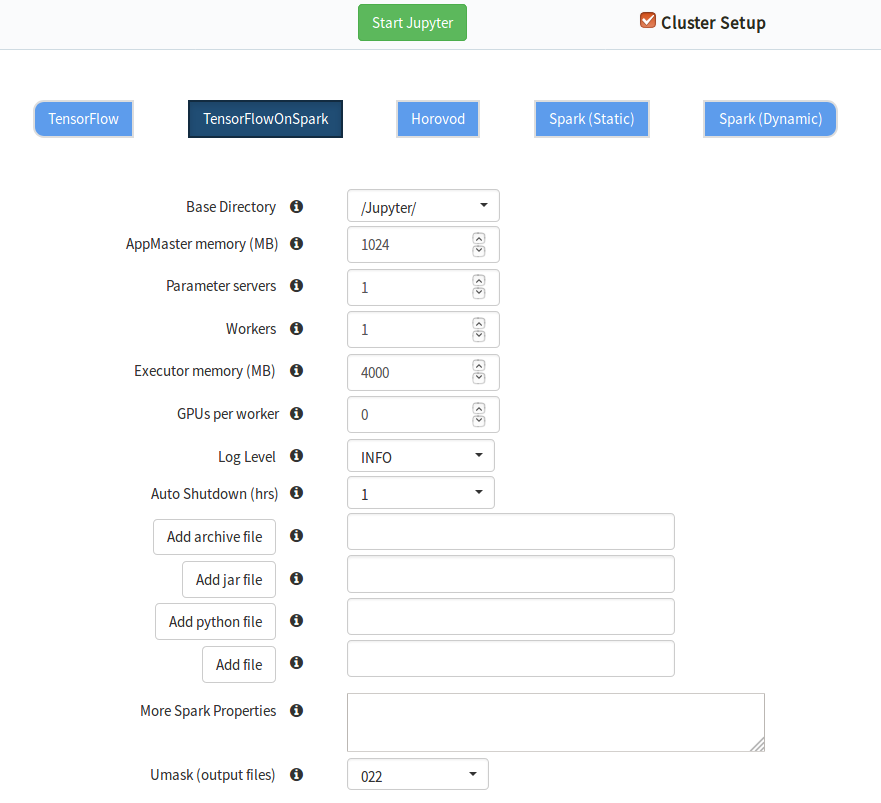 Start Jupyter
Cluster Setup
TensorFlow
TensorFlowOnSpark
Horovod
Spark (Static)
Spark (Dynamic)
Base Directory
/Jupyter/
AppMaster memory (MB)
1024
Parameter servers
1
Workers
1
Executor memory (MB)
4000
GPUs per worker
0
Log Level
INFO
Auto Shutdown (hrs)
1
Add archive file
Add jar file
Add python file
Add file
More Spark Properties
Umask (output files)
022